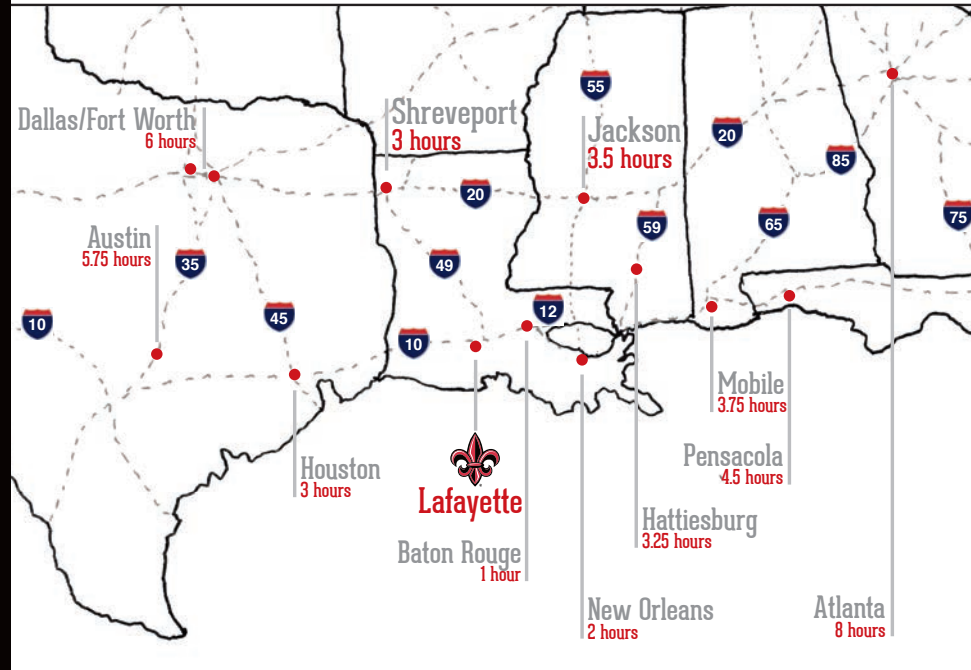 55
Shreveport
3 hours
Dallas/Fort Worth
6 hours
Jackson
3.5 hours
20
85
20
59
65
75
Austin
5.75 hours
35
49
10
45
12
10
Mobile
3.75 hours
Pensacola
4.5 hours
Houston
3 hours
Lafayette
Hattiesburg
3.25 hours
Baton Rouge
1 hour
New Orleans
2 hours
Atlanta
8 hours